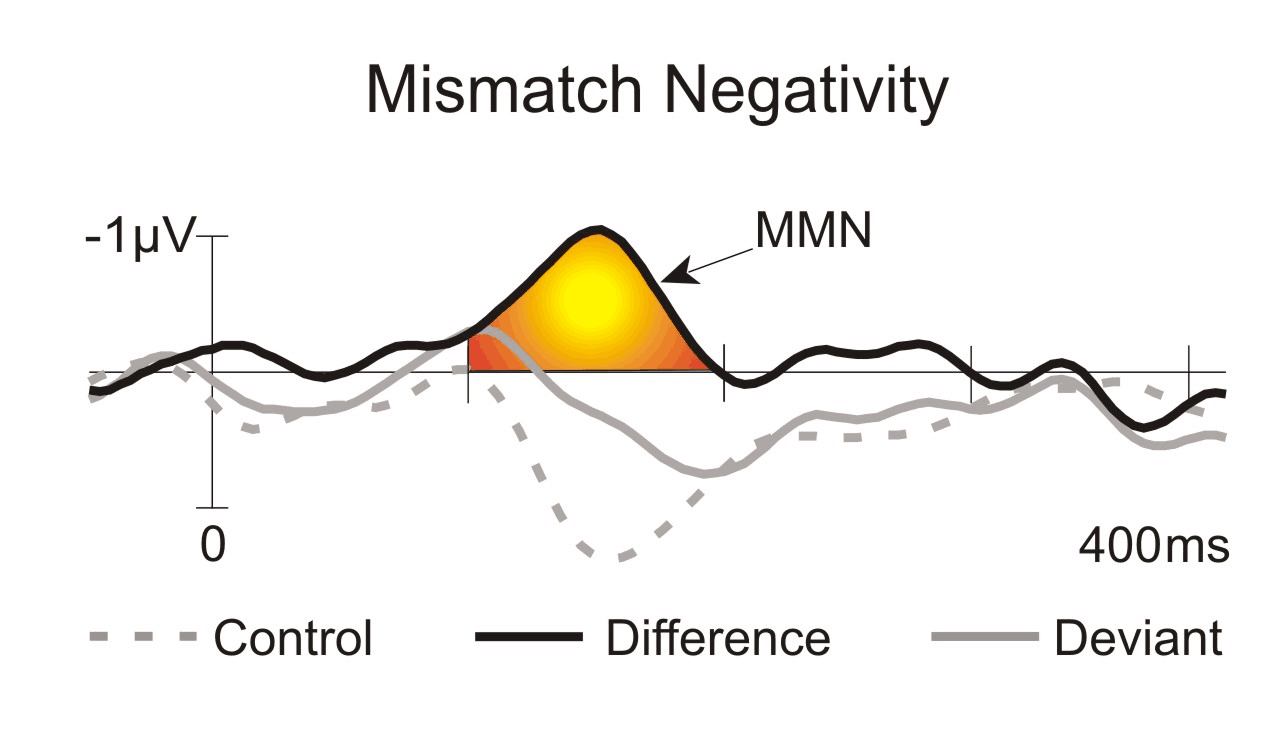 Mismatch Negativity
-1µV
MMN
0
400ms
Control
Difference
Deviant